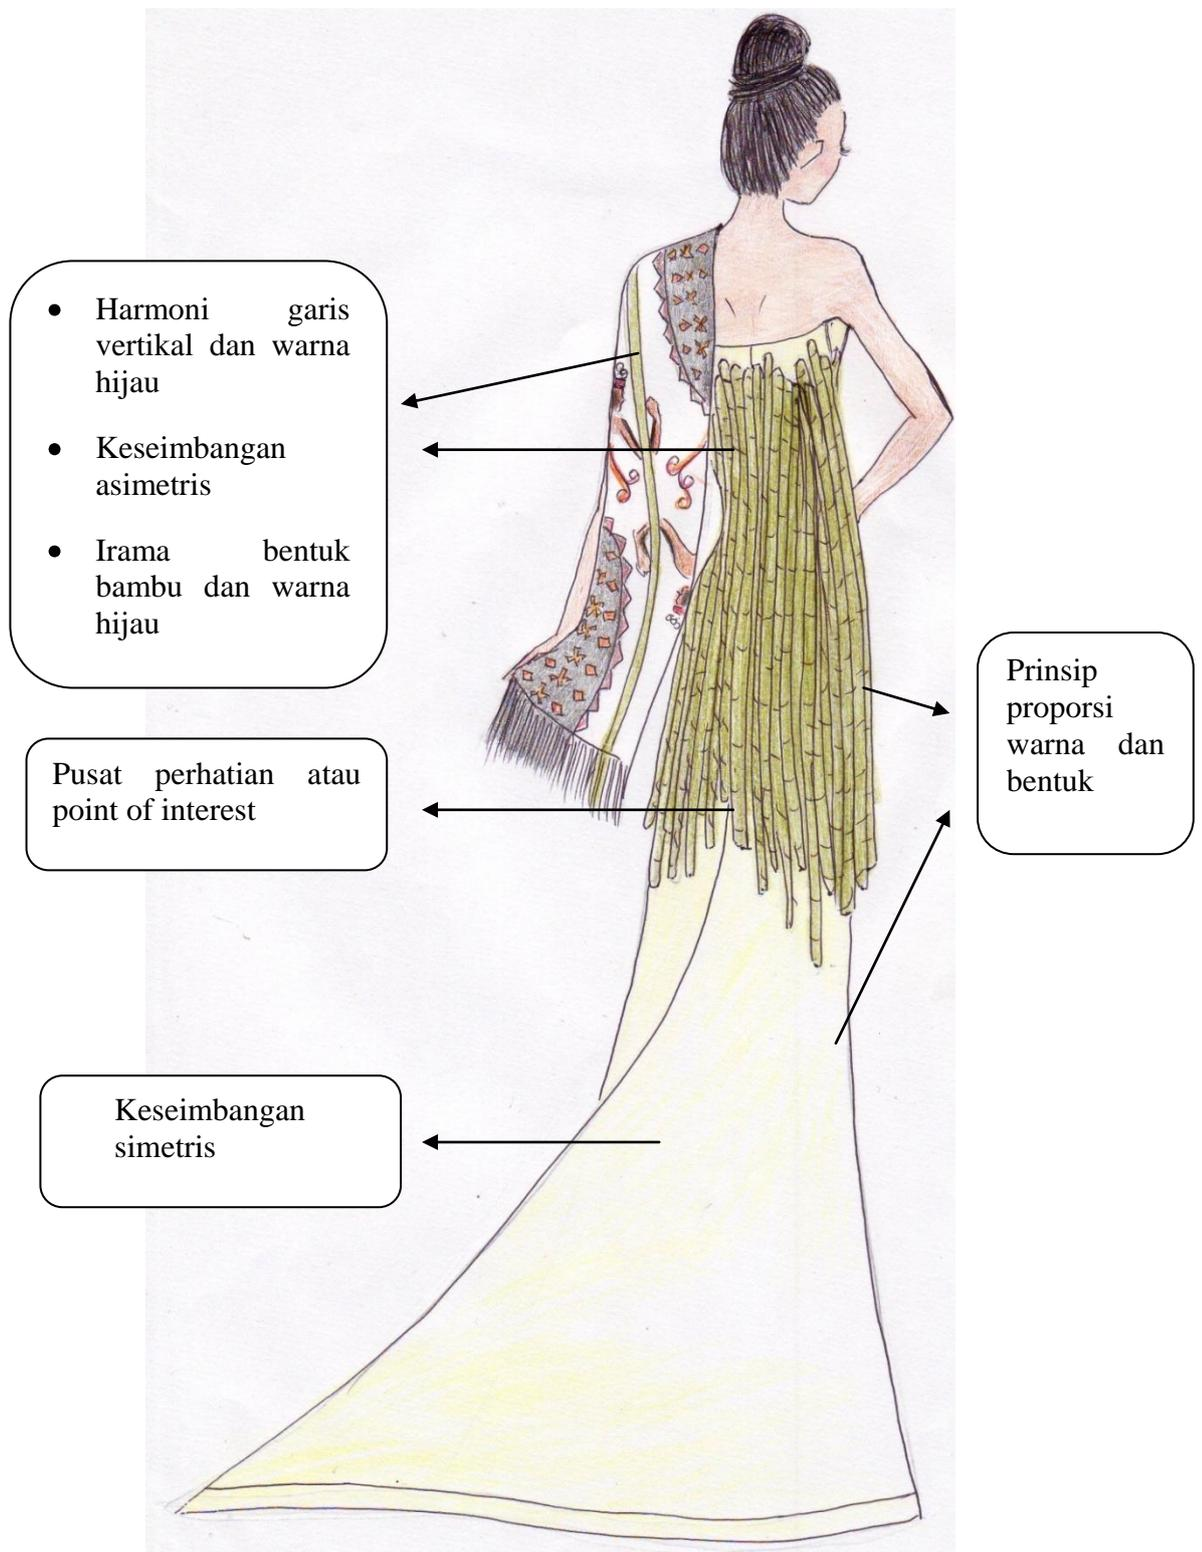 • Harmoni garis
vertikal dan warna
hijau
• Keseimbangan
asimetris
• Irama bentuk
bambu dan warna
hijau
Pusat perhatian atau
point of interest
Keseimbangan
simetris
Prinsip
proporsi
warna dan
bentuk